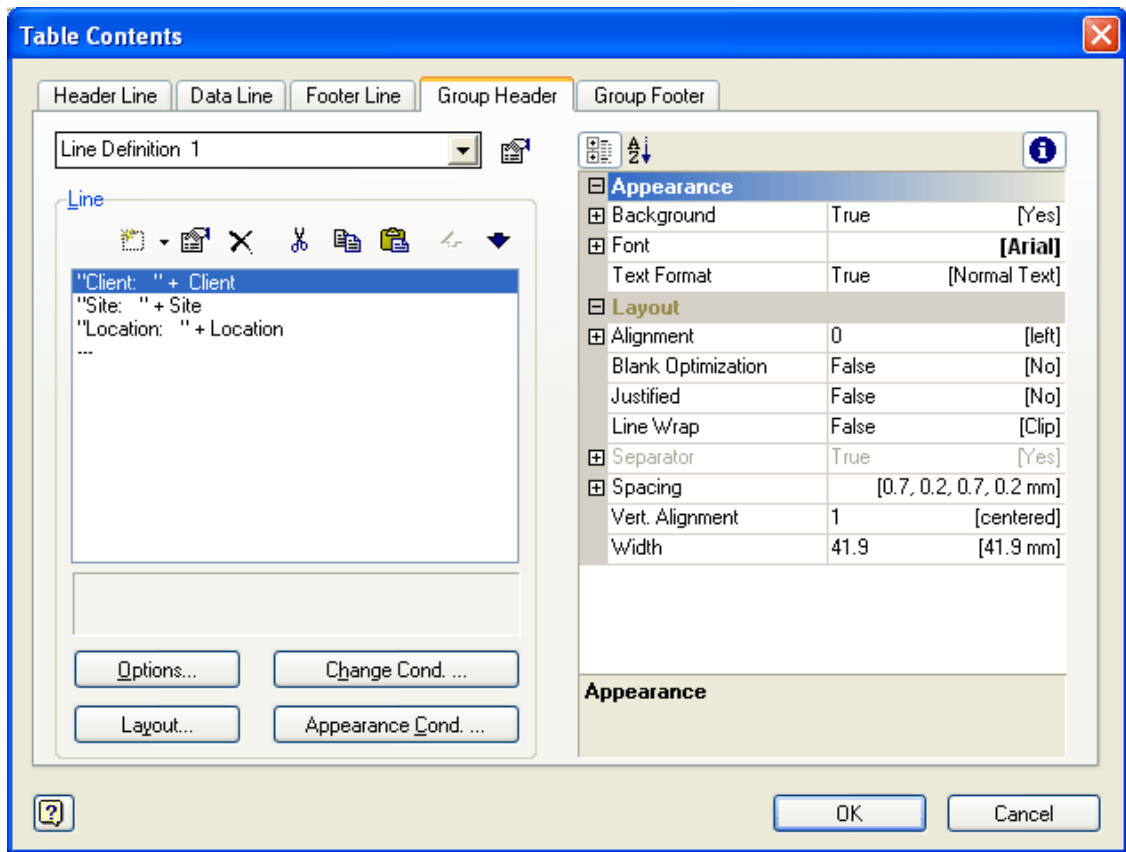 Table Contents
Header Line
Data Line
Footer Line
Group Header
Group Footer
Line Definition 1
Line
"Client:   " +  Client
"Site:   " + Site
"Location:   " + Location
---
Options...
Change Cond. ...
Layout...
Appearance Cond. ...
Appearance
Background True [Yes]
Font [Arial]
Text Format True [Normal Text]
Layout
Alignment 0 [left]
Blank Optimization False [No]
Justified False [No]
Line Wrap False [Clip]
Separator True [Yes]
Spacing [0.7, 0.2, 0.7, 0.2 mm]
Vert. Alignment 1 [centered]
Width 41.9 [41.9 mm]
Appearance
OK
Cancel